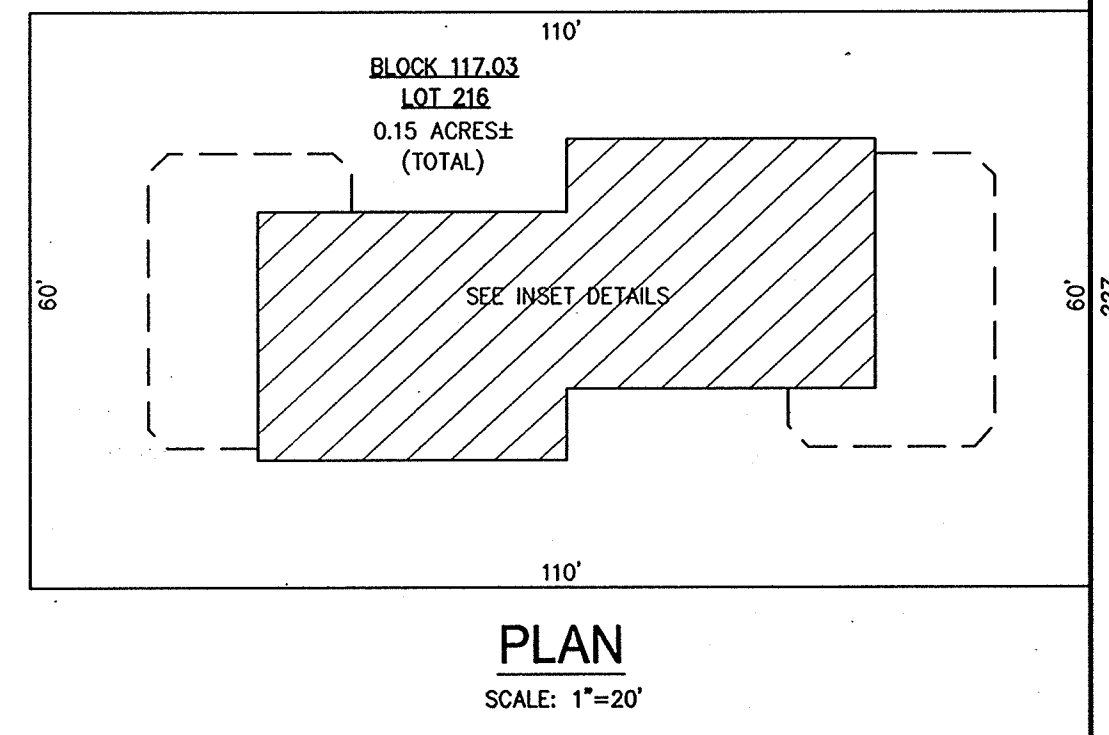 110'
BLOCK 117.03
LOT 216
0.15 ACRES±
(TOTAL)
60'
SEE INSET DETAILS
60'
110'
PLAN
SCALE: 1"=20'